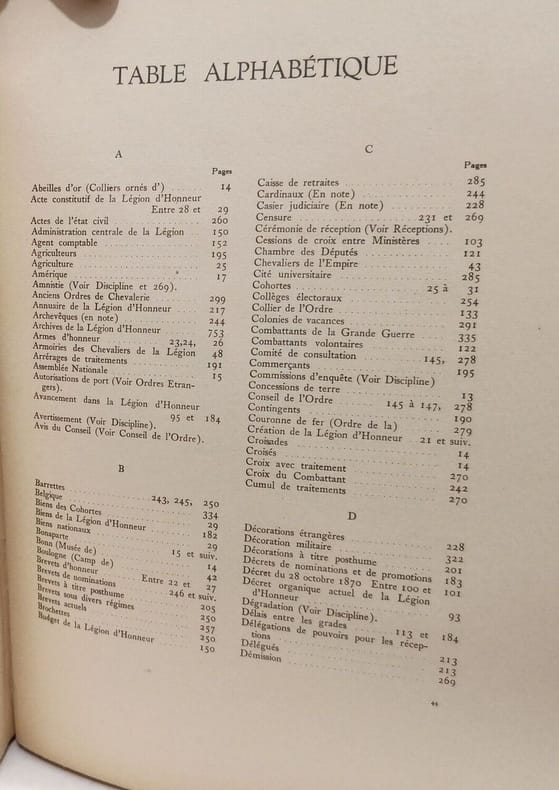 TABLE ALPHABÉTIQUE
A
Pages
Abeilles d'or (Colliers ornés d') 14
Acte constitutif de la Légion d'Honneur
Entre 28 et 29
Actes de l'état civil 260
Administration centrale de la Légion 150
Agent comptable 152
Agriculteurs 195
Agriculture 25
Amérique 17
Amnistie (Voir Discipline et 269).
Anciens Ordres de Chevalerie 299
Annuaire de la Légion d'Honneur 217
Archevêques (en note) 244
Archives de la Légion d'Honneur 753
Armes d'honneur 23,24, 26
Armoiries des Chevaliers de la Légion 48
Arrérages de traitements 191
Assemblée Nationale 15
Autorisations de port (Voir Ordres Etran-
gers).
Avancement dans la Légion d'Honneur
95 et 184
Avertissement (Voir Discipline).
Avis du Conseil (Voir Conseil de l'Ordre).
B
Barrettes 243, 245, 250
Belgique 334
Biens des Cohortes 29
Biens de la Légion d'Honneur 182
Biens nationaux 29
Bonaparte 15 et suiv.
Bonn (Musée de) 14
Boulogne (Camp de) 42
Brevets d'honneur Entre 22 et 27
Brevets de nominations 246 et suiv.
Brevets à titre posthume 205
Brevets sous divers régimes 250
Brevets actuels 257
Brochettes 250
Budget de la Légion d'Honneur 150
C
Pages
Caisse de retraites 285
Cardinaux (En note) 244
Casier judiciaire (En note) 228
Censure 231 et 269
Cérémonie de réception (Voir Réceptions).
Cessions de croix entre Ministères 103
Chambre des Députés 121
Chevaliers de l'Empire 43
Cité universitaire 285
Cohortes 25 à 31
Collèges électoraux 254
Collier de l'Ordre 133
Colonies de vacances 291
Combattants de la Grande Guerre 335
Combattants volontaires 122
Comité de consultation 145, 278
Commerçants 195
Commissions d'enquête (Voir Discipline)
Concessions de terre 13
Conseil de l'Ordre 145 à 147, 278
Contingents 190
Couronne de fer (Ordre de la) 279
Création de la Légion d'Honneur 21 et suiv.
Croisades 14
Croisés 14
Croix avec traitement 270
Croix du Combattant 242
Cumul de traitements 270
D
Décorations étrangères 228
Décoration militaire 322
Décorations à titre posthume 183
Décrets de nominations et de promotions 201
Décret du 28 octobre 1870 Entre 100 et 101
Décret organique actuel de la Légion
d'Honneur 93
Dégradation (Voir Discipline).
Délais entre les grades 113 et 184
Délégations de pouvoirs pour les récep-
tions 213
Délégués 213
Démission 269